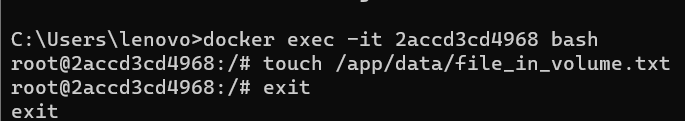 C:\Users\lenovo>docker exec -it 2accd3cd4968 bash
root@2accd3cd4968:/# touch /app/data/file_in_volume.txt
root@2accd3cd4968:/# exit
exit